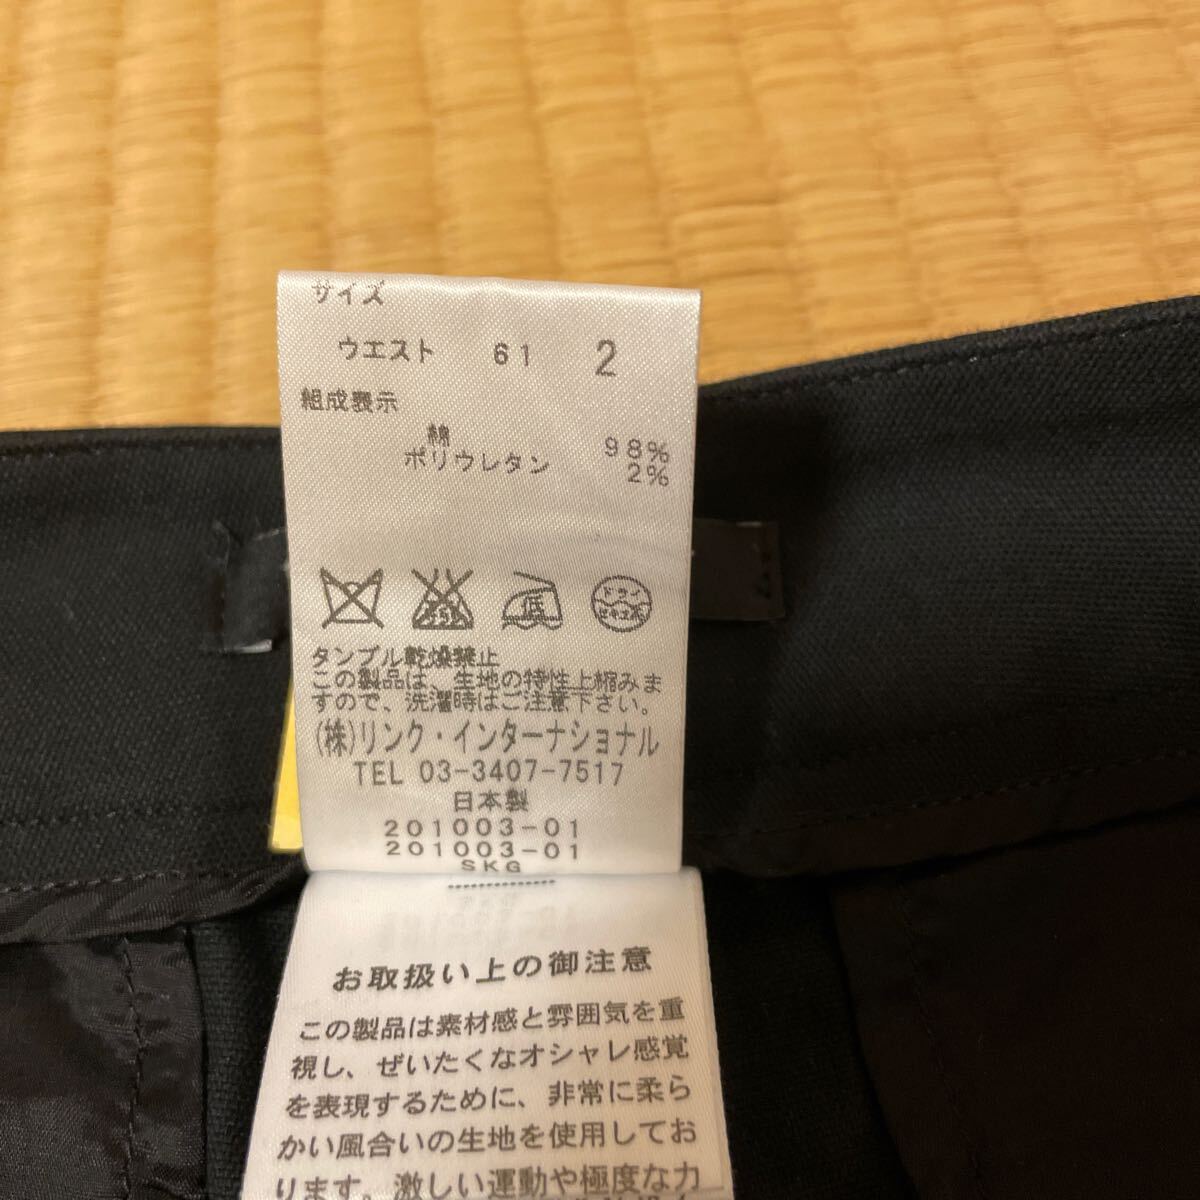 サイズ
ウエスト 61 2
組成表示
綿 98%
ポリウレタン 2%
低
ドライ
セキユ系
タンブル乾燥禁止
この製品は、生地の特性上縮みま
すので、洗濯時はご注意下さい。
(株)リンク・インターナショナル
TEL 03-3407-7517
日本製
201003-01
201003-01
SKG
お取扱い上の御注意
この製品は素材感と雰囲気を重
視し、ぜいたくなオシャレ感覚
を表現するために、非常に柔ら
かい風合いの生地を使用してお
ります。激しい運動や極度な力